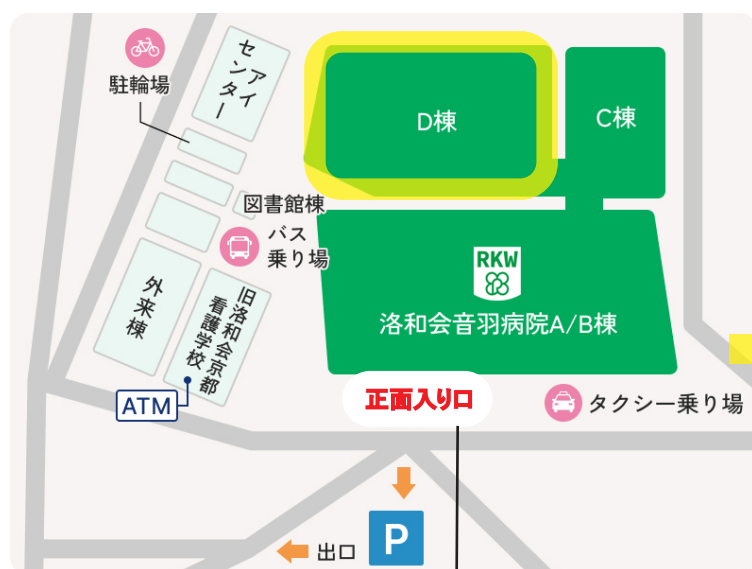 駐輪場
アイ
センター
D棟
C棟
図書館棟
バス
乗り場
RKW
洛和会音羽病院A/B棟
外来棟
旧洛和会京都
看護学校
ATM
正面入り口
タクシー乗り場
P
出口